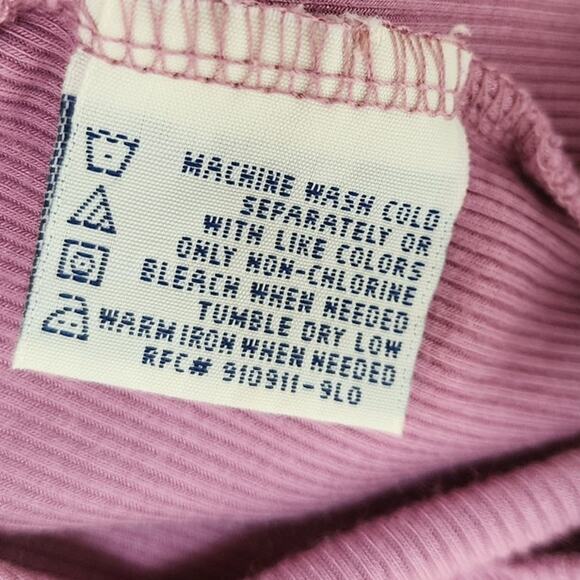 MACHINE WASH COLD
SEPARATELY OR
WITH LIKE COLORS
ONLY NON-CHLORINE
BLEACH WHEN NEEDED
TUMBLE DRY LOW
WARM IRON WHEN NEEDED
RFC# 910911-9L0